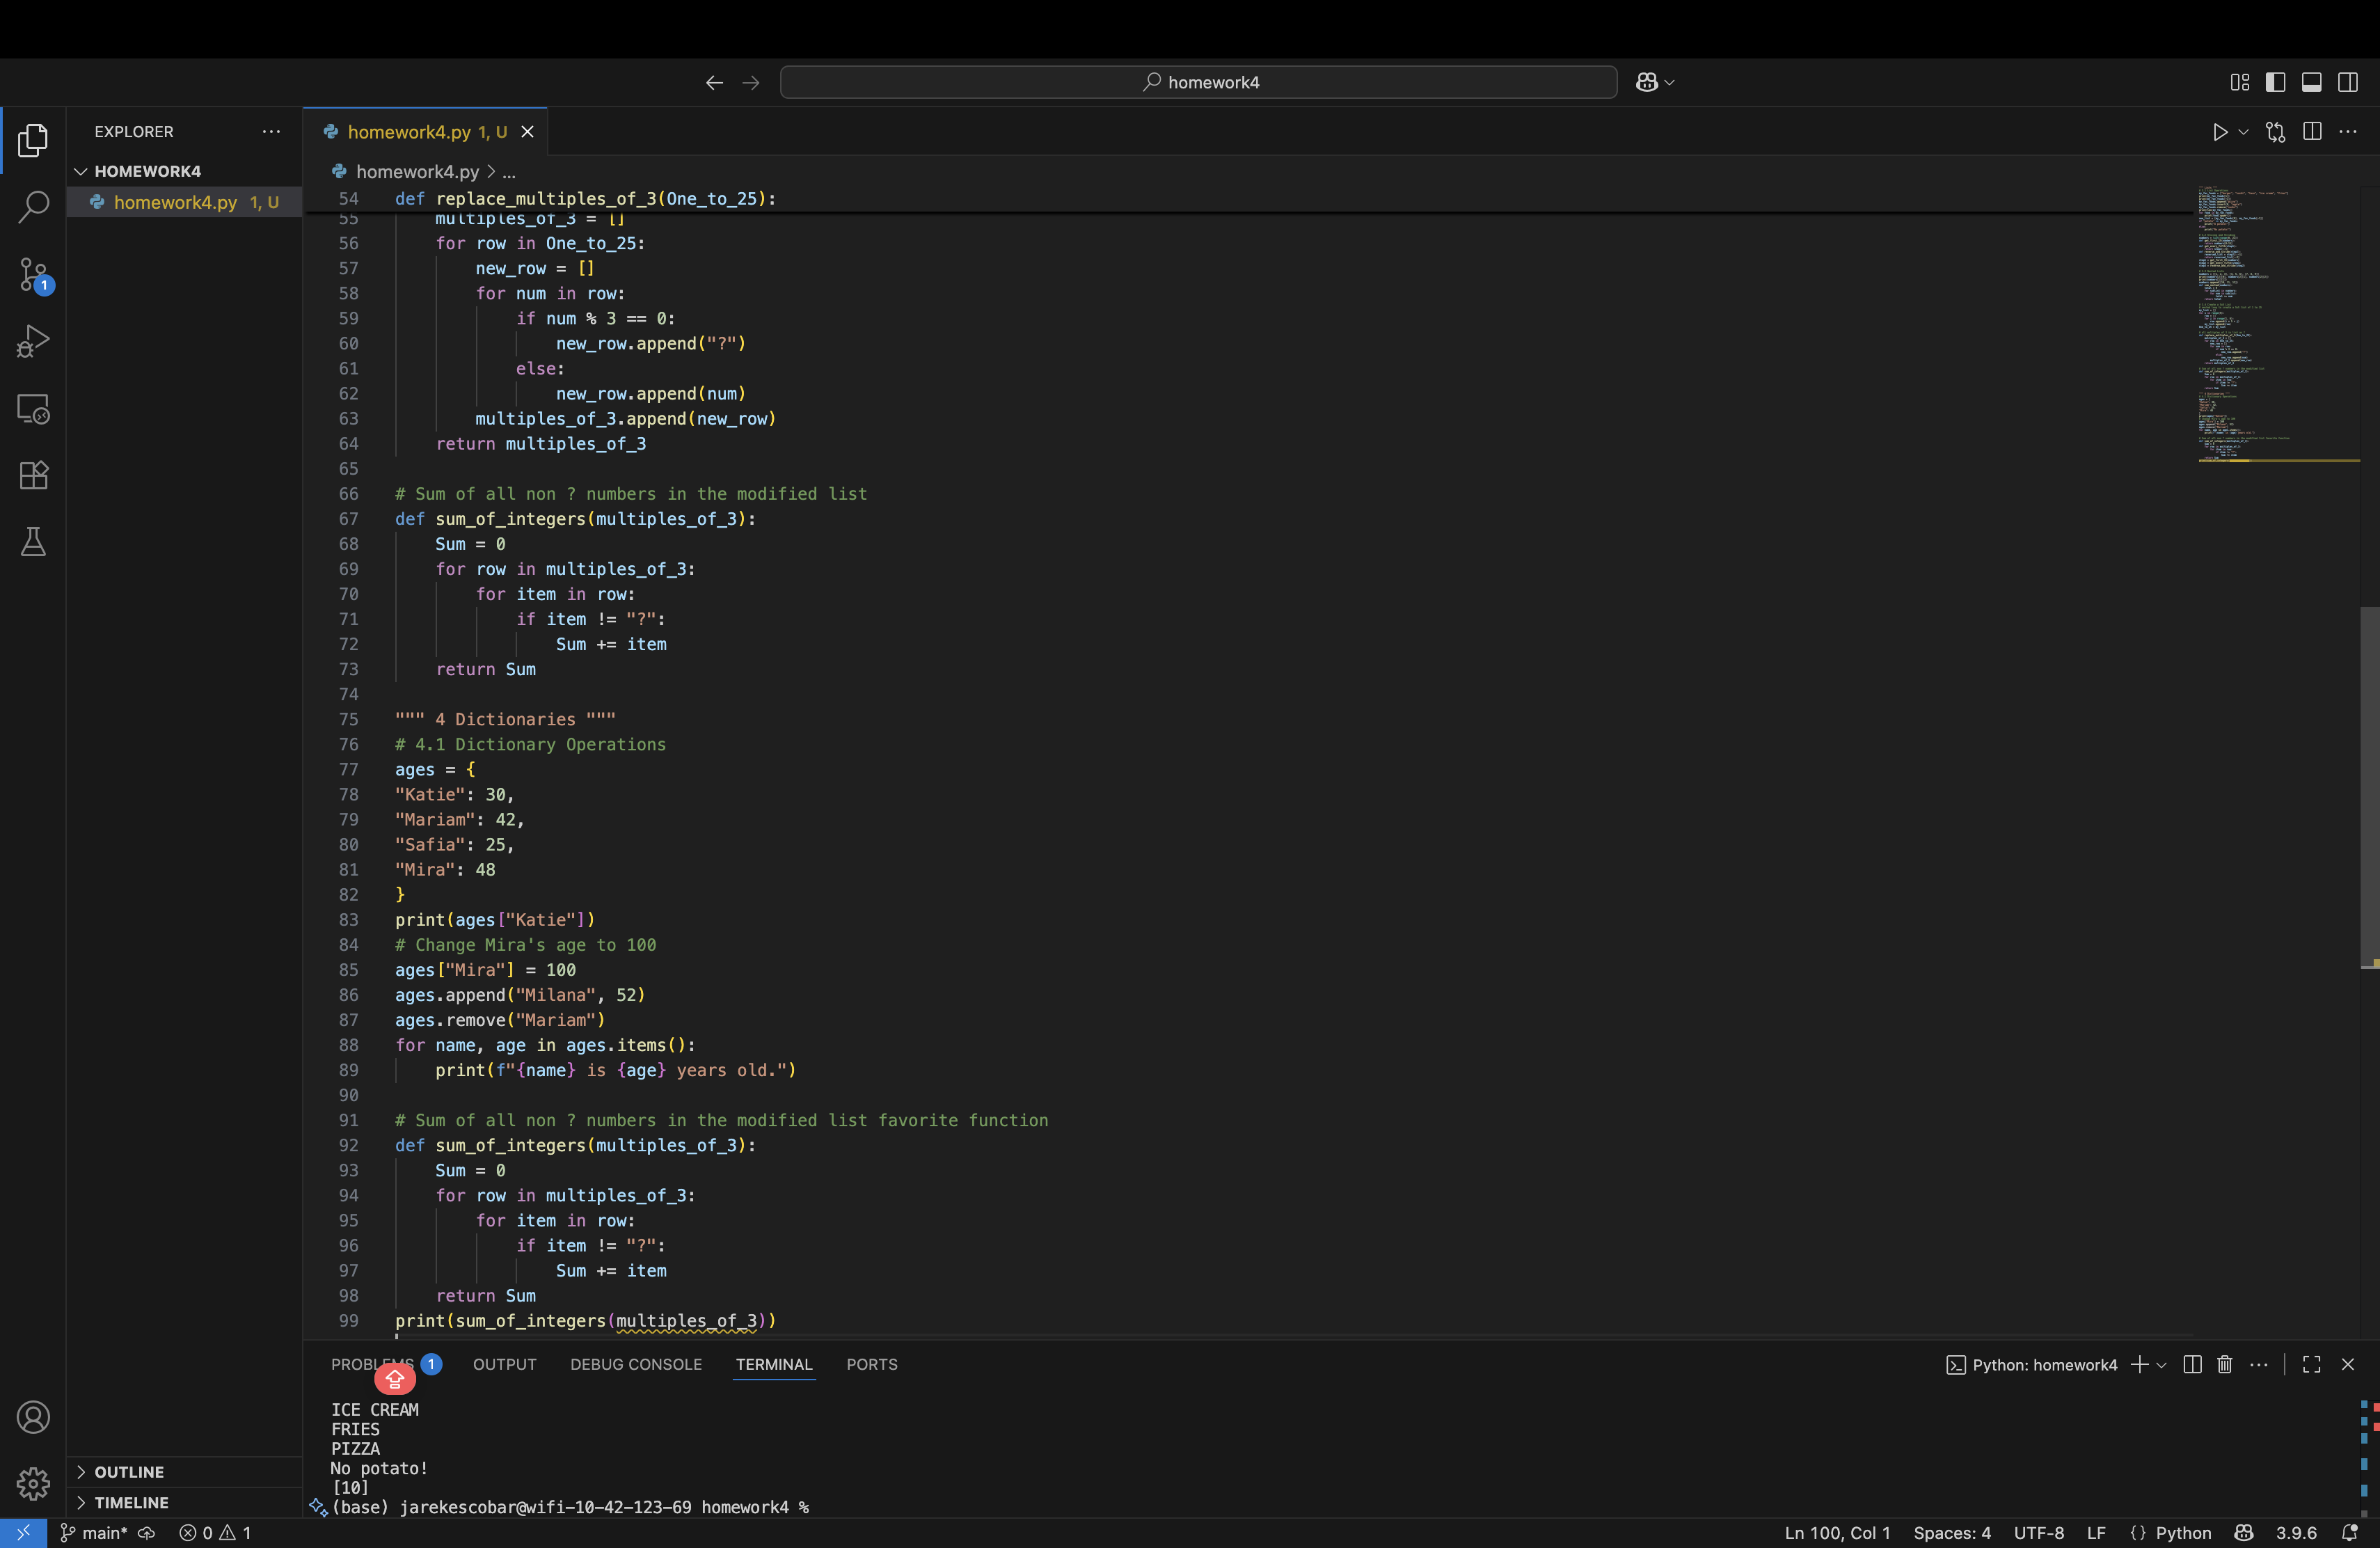 homework4
EXPLORER
HOMEWORK4
homework4.py 1, U
homework4.py 1, U
homework4.py > ...
54 def replace_multiples_of_3(One_to_25):
55     multiples_of_3 = []
56     for row in One_to_25:
57         new_row = []
58         for num in row:
59             if num % 3 == 0:
60                 new_row.append("?")
61             else:
62                 new_row.append(num)
63         multiples_of_3.append(new_row)
64     return multiples_of_3
65
66 # Sum of all non ? numbers in the modified list
67 def sum_of_integers(multiples_of_3):
68     Sum = 0
69     for row in multiples_of_3:
70         for item in row:
71             if item != "?":
72                 Sum += item
73     return Sum
74
75 """ 4 Dictionaries """
76 # 4.1 Dictionary Operations
77 ages = {
78 "Katie": 30,
79 "Mariam": 42,
80 "Safia": 25,
81 "Mira": 48
82 }
83 print(ages["Katie"])
84 # Change Mira's age to 100
85 ages["Mira"] = 100
86 ages.append("Milana", 52)
87 ages.remove("Mariam")
88 for name, age in ages.items():
89     print(f"{name} is {age} years old.")
90
91 # Sum of all non ? numbers in the modified list favorite function
92 def sum_of_integers(multiples_of_3):
93     Sum = 0
94     for row in multiples_of_3:
95         for item in row:
96             if item != "?":
97                 Sum += item
98     return Sum
99 print(sum_of_integers(multiples_of_3))
PROBLEMS 1 OUTPUT DEBUG CONSOLE TERMINAL PORTS
Python: homework4
ICE CREAM
FRIES
PIZZA
No potato!
[10]
(base) jarekescobar@wifi-10-42-123-69 homework4 %
1
OUTLINE
TIMELINE
main* 0 1 Ln 100, Col 1 Spaces: 4 UTF-8 LF {} Python 3.9.6